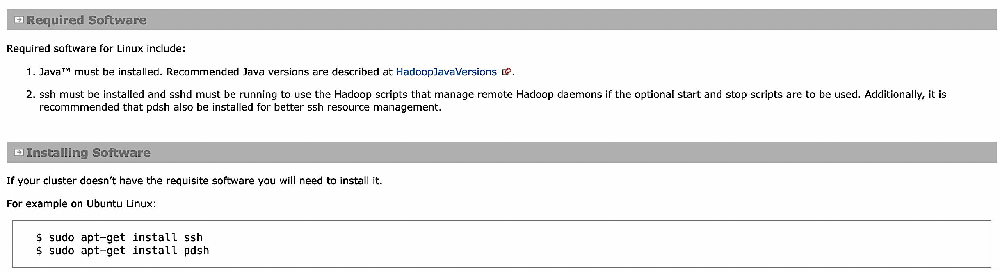 Required Software
Required software for Linux include:
1. Java™ must be installed. Recommended Java versions are described at HadoopJavaVersions.
2. ssh must be installed and sshd must be running to use the Hadoop scripts that manage remote Hadoop daemons if the optional start and stop scripts are to be used. Additionally, it is
recommmended that pdsh also be installed for better ssh resource management.
Installing Software
If your cluster doesn’t have the requisite software you will need to install it.
For example on Ubuntu Linux:
$ sudo apt-get install ssh
$ sudo apt-get install pdsh